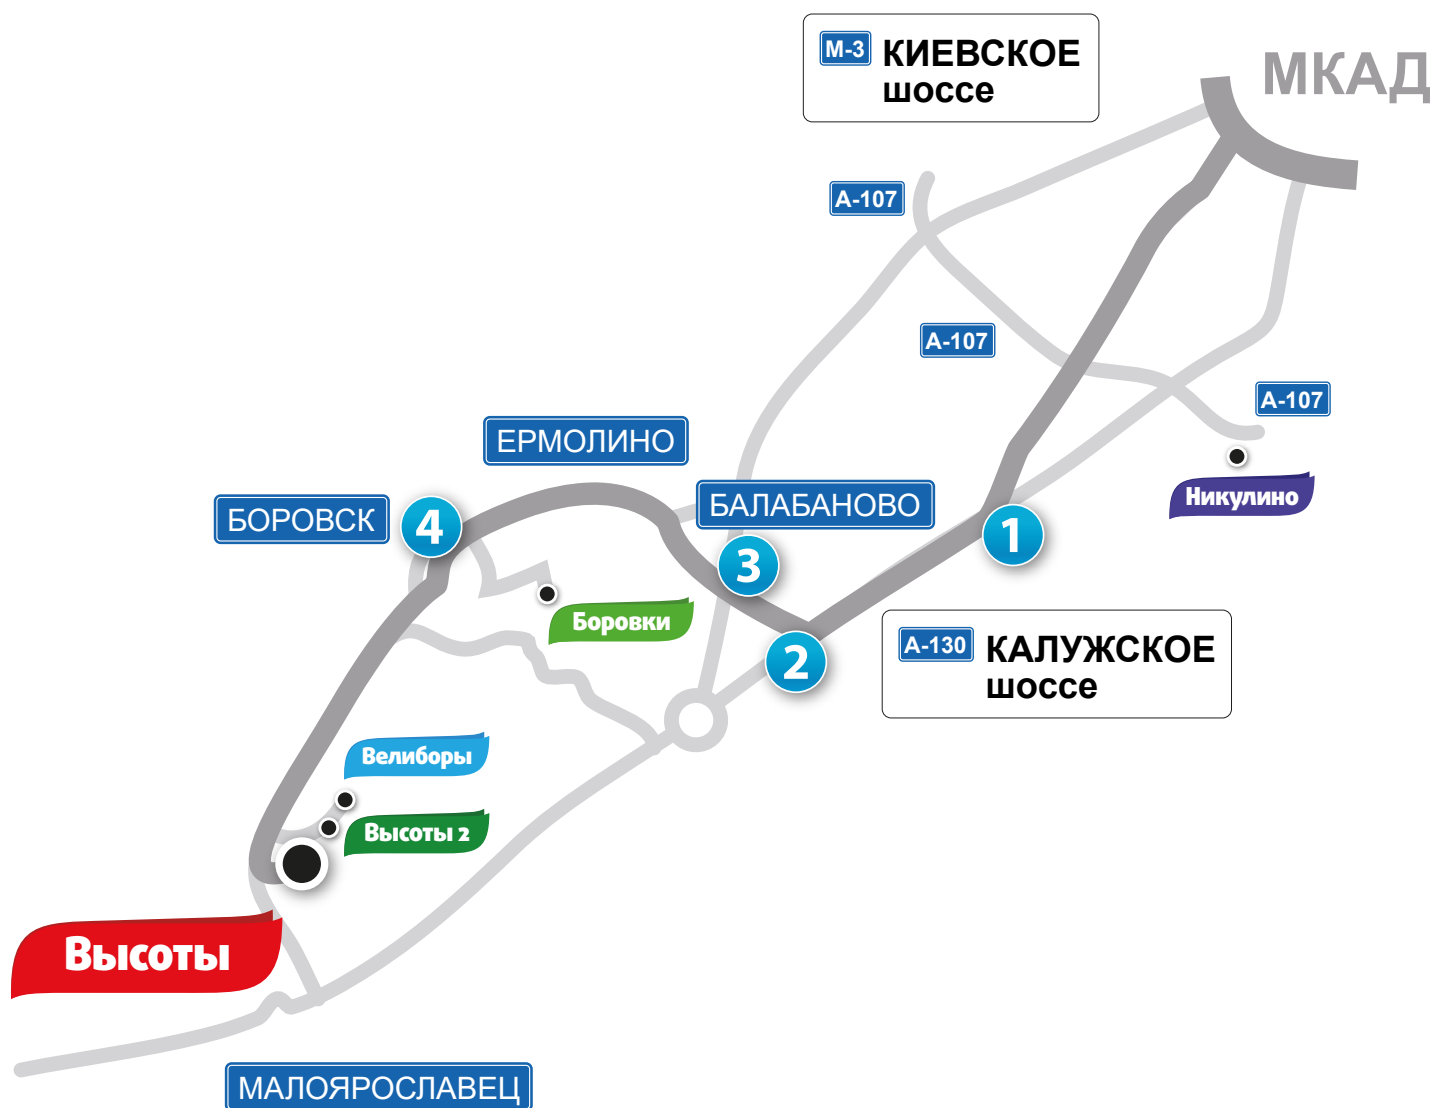 М-3 КИЕВСКОЕ
шоссе
МКАД
А-107
А-107
А-107
ЕРМОЛИНО
Никулино
БАЛАБАНОВО
БОРОВСК
4
1
3
Боровки
А-130 КАЛУЖСКОЕ
шоссе
2
Велиборы
Высоты 2
Высоты
МАЛОЯРОСЛАВЕЦ